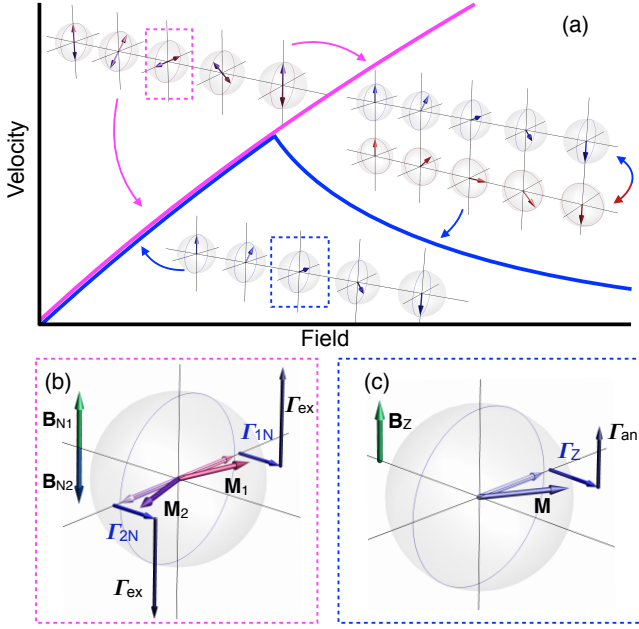 (a)
Velocity
Field
(b)
B_N1
B_N2
Γ_1N
Γ_ex
M_1
M_2
Γ_2N
Γ_ex
(c)
B_Z
Γ_Z
Γ_an
M